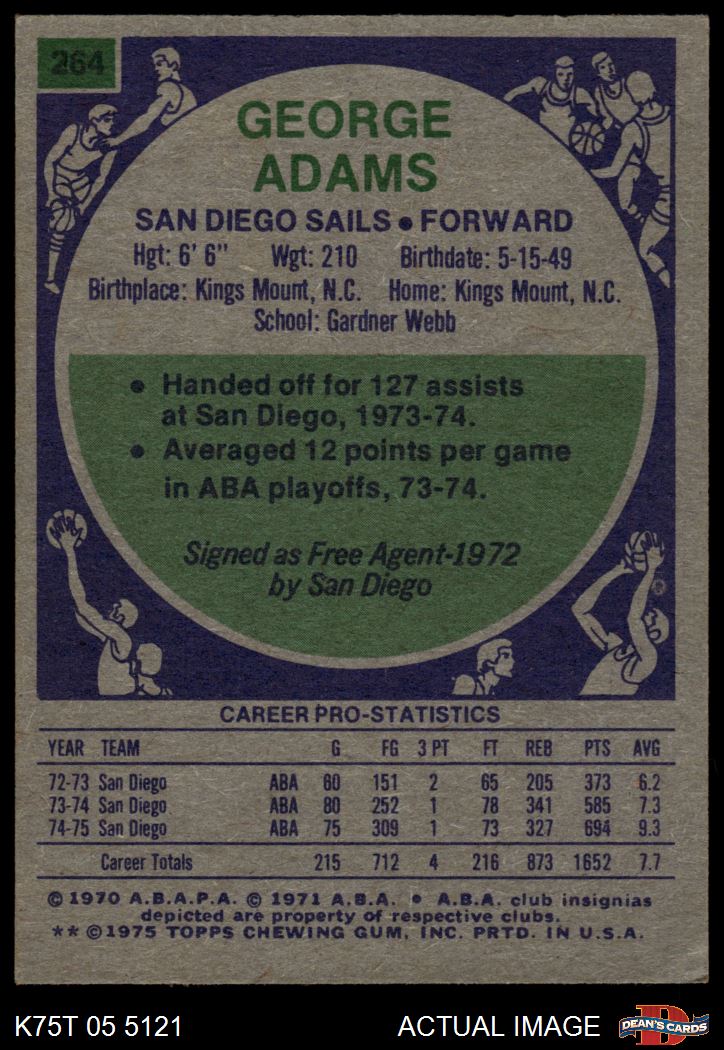 264
GEORGE
ADAMS
SAN DIEGO SAILS • FORWARD
Hgt: 6' 6" Wgt: 210 Birthdate: 5-15-49
Birthplace: Kings Mount, N.C. Home: Kings Mount, N.C.
School: Gardner Webb
• Handed off for 127 assists
at San Diego, 1973-74.
• Averaged 12 points per game
in ABA playoffs, 73-74.
Signed as Free Agent-1972
by San Diego
CAREER PRO-STATISTICS
YEAR TEAM G FG 3 PT FT REB PTS AVG
72-73 San Diego ABA 60 151 2 65 205 373 6.2
73-74 San Diego ABA 80 252 1 78 341 585 7.3
74-75 San Diego ABA 75 309 1 73 327 694 9.3
Career Totals 215 712 4 216 873 1652 7.7
© 1970 A.B.A.P.A. © 1971 A.B.A. • A.B.A. club insignias
depicted are property of respective clubs.
** © 1975 TOPPS CHEWING GUM, INC. PRTD. IN U.S.A.
K75T 05 5121 ACTUAL IMAGE
D
DEAN'S CARDS